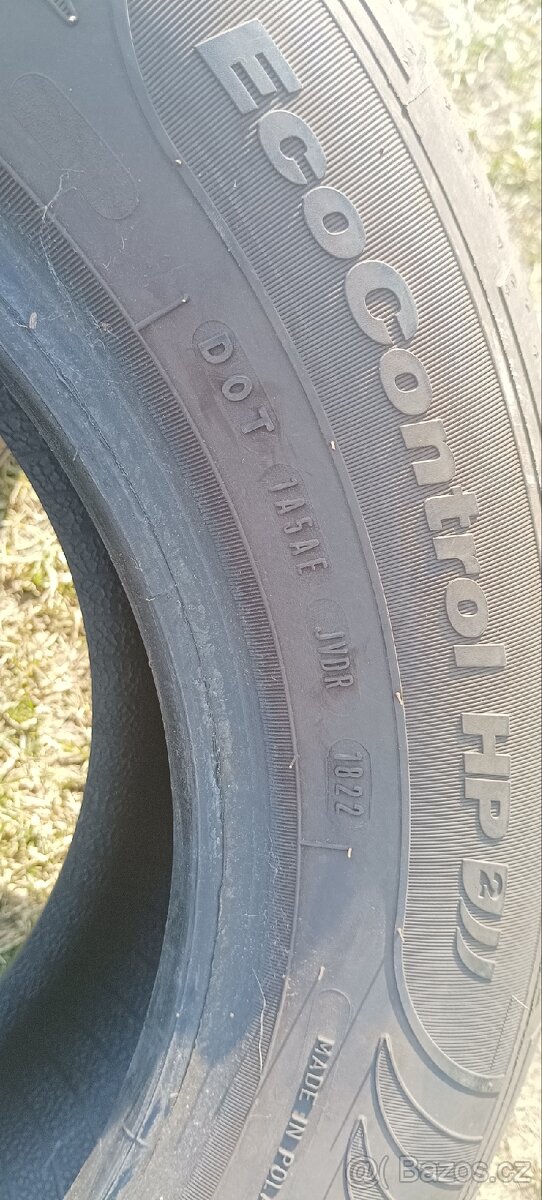 EcoControl HP 2
DOT 1A5AE JVDR 1822
MADE IN POL
@( Bazos.cz